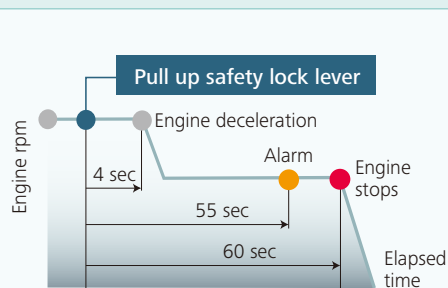 Pull up safety lock lever
Engine rpm
Engine deceleration
4 sec
Alarm
Engine
stops
55 sec
60 sec
Elapsed
time